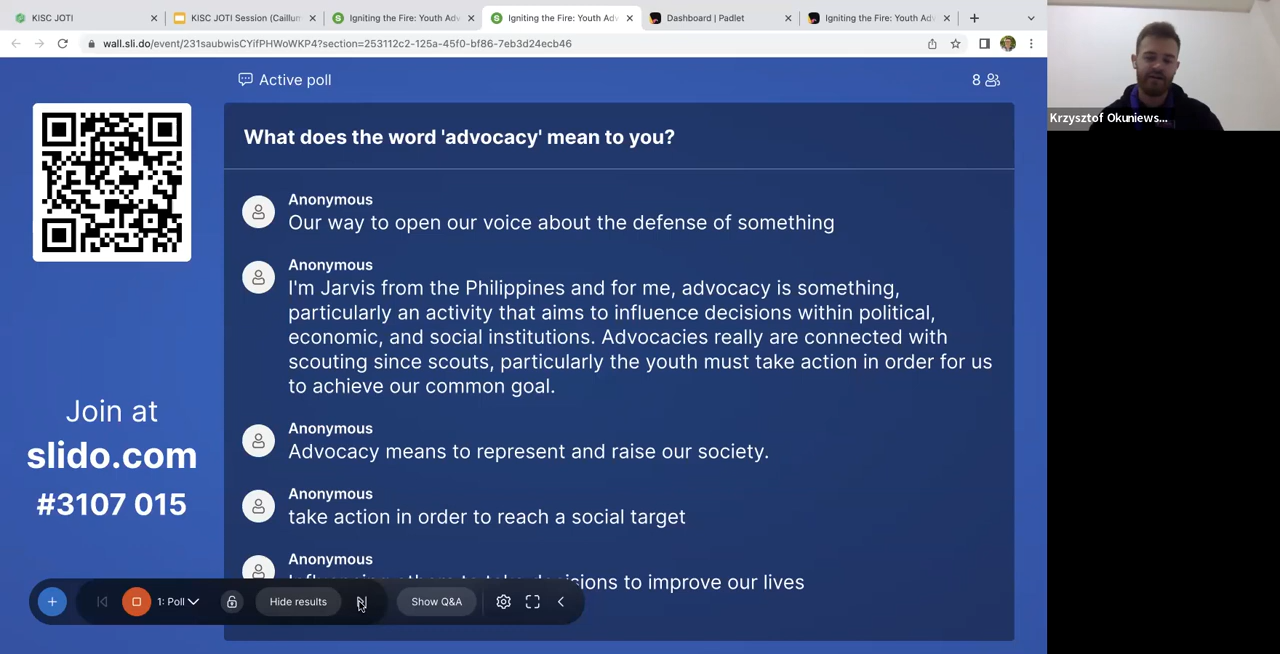 KISC JOTI
KISC JOTI Session (Caillum
Igniting the Fire: Youth Adv
Igniting the Fire: Youth Adv
Dashboard | Padlet
Igniting the Fire: Youth Adv
wall.sli.do/event/231saubwisCYifPHWoWKP4?section=253112c2-125a-45f0-bf86-7eb3d24ecb46
Active poll
8
What does the word 'advocacy' mean to you?
Anonymous
Our way to open our voice about the defense of something
Anonymous
I'm Jarvis from the Philippines and for me, advocacy is something,
particularly an activity that aims to influence decisions within political,
economic, and social institutions. Advocacies really are connected with
scouting since scouts, particularly the youth must take action in order for us
to achieve our common goal.
Anonymous
Advocacy means to represent and raise our society.
Anonymous
take action in order to reach a social target
Anonymous
Influencing others to take decisions to improve our lives
Join at
slido.com
#3107 015
1: Poll
Hide results
Show Q&A
Krzysztof Okuniews...